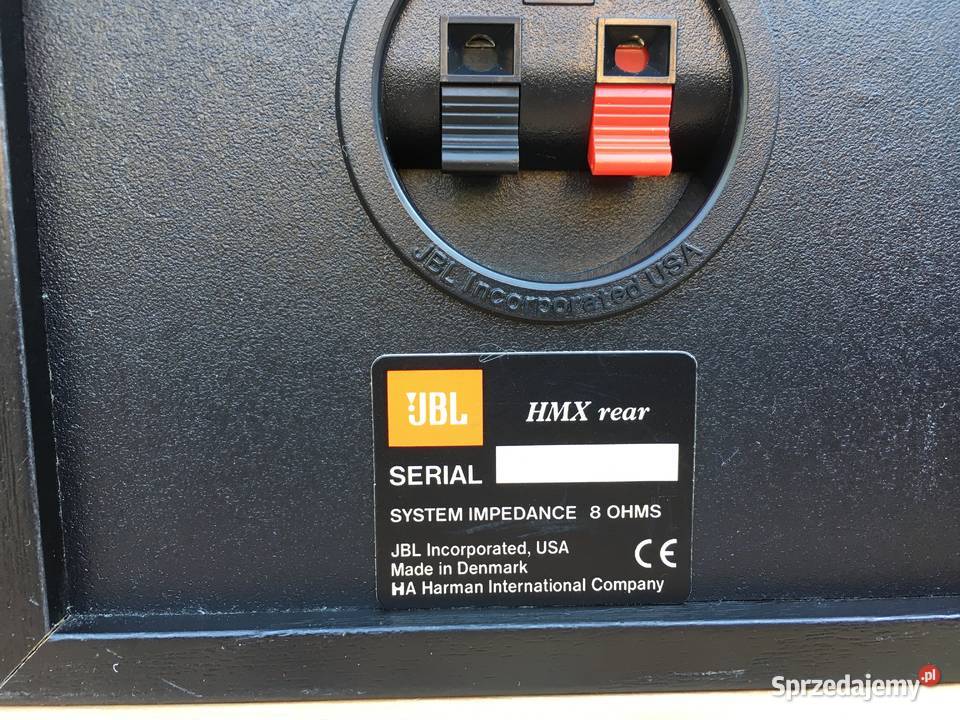 JBL Incorporated USA
JBL HMX rear
SERIAL
SYSTEM IMPEDANCE 8 OHMS
JBL Incorporated, USA CE
Made in Denmark
HA Harman International Company
Sprzedajemy.pl